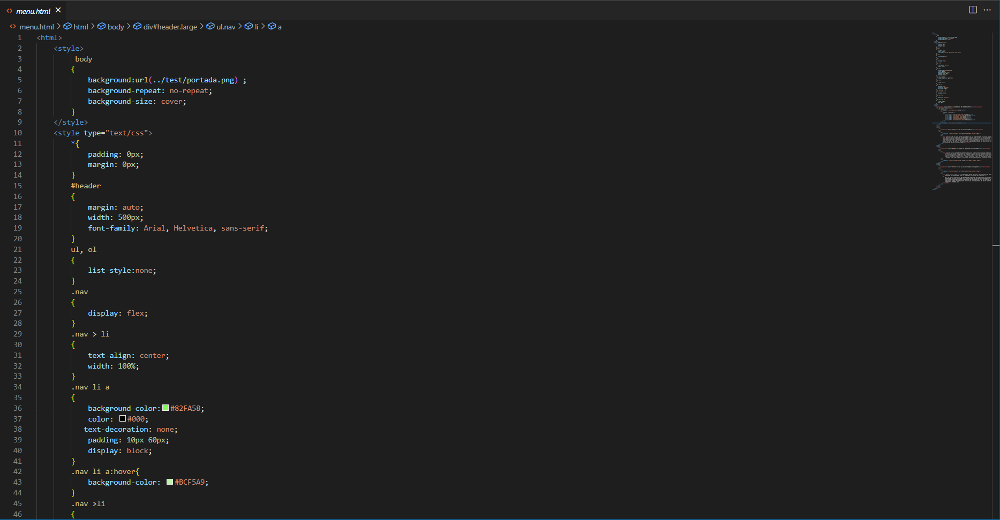 menu.html
menu.html > html > body > div#header.large > ul.nav > li > a
1 <html>
2 <style>
3 body
4 {
5 background:url(../test/portada.png) ;
6 background-repeat: no-repeat;
7 background-size: cover;
8 }
9 </style>
10 <style type="text/css">
11 *{
12 padding: 0px;
13 margin: 0px;
14 }
15 #header
16 {
17 margin: auto;
18 width: 500px;
19 font-family: Arial, Helvetica, sans-serif;
20 }
21 ul, ol
22 {
23 list-style:none;
24 }
25 .nav
26 {
27 display: flex;
28 }
29 .nav > li
30 {
31 text-align: center;
32 width: 100%;
33 }
34 .nav li a
35 {
36 background-color:#82FA58;
37 color: #000;
38 text-decoration: none;
39 padding: 10px 60px;
40 display: block;
41 }
42 .nav li a:hover{
43 background-color: #BCF5A9;
44 }
45 .nav >li
46 {